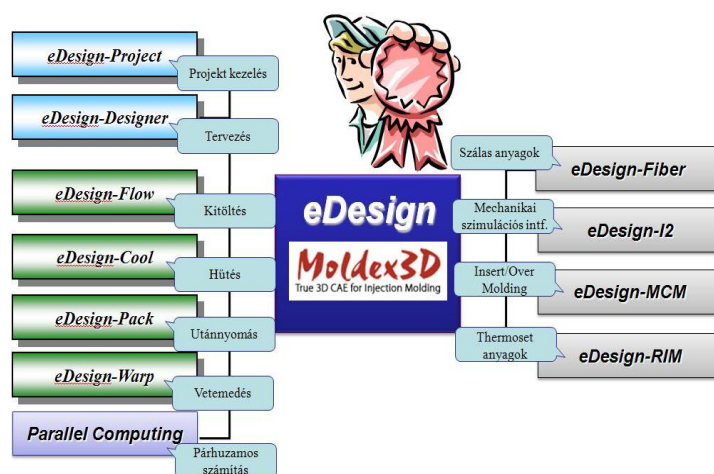 eDesign-Project
Projekt kezelés
eDesign-Designer
Tervezés
eDesign-Flow
Kitöltés
eDesign-Cool
Hűtés
eDesign-Pack
Utánnyomás
eDesign-Warp
Vetemedés
Parallel Computing
Párhuzamos
számítás
eDesign
Moldex3D
True 3D CAE for Injection Molding
Szálas anyagok
eDesign-Fiber
Mechanikai
szimulációs intf.
eDesign-I2
Insert/Over
Molding
eDesign-MCM
Thermoset
anyagok
eDesign-RIM